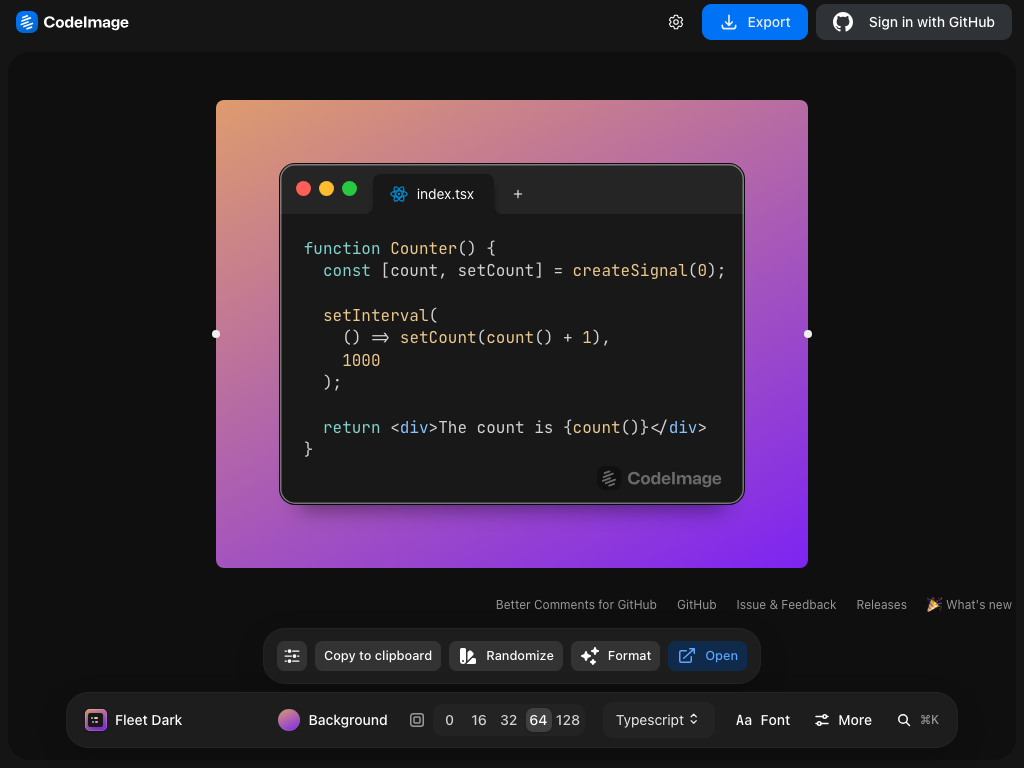 CodeImage
Export
Sign in with GitHub
index.tsx
+
function Counter() {
  const [count, setCount] = createSignal(0);

  setInterval(
    () => setCount(count() + 1),
    1000
  );

  return <div>The count is {count()}</div>
}
CodeImage
Better Comments for GitHub
GitHub
Issue & Feedback
Releases
🎉 What's new
Copy to clipboard
Randomize
Format
Open
Fleet Dark
Background
0 16 32 64 128
Typescript
Aa Font
More
⌘K